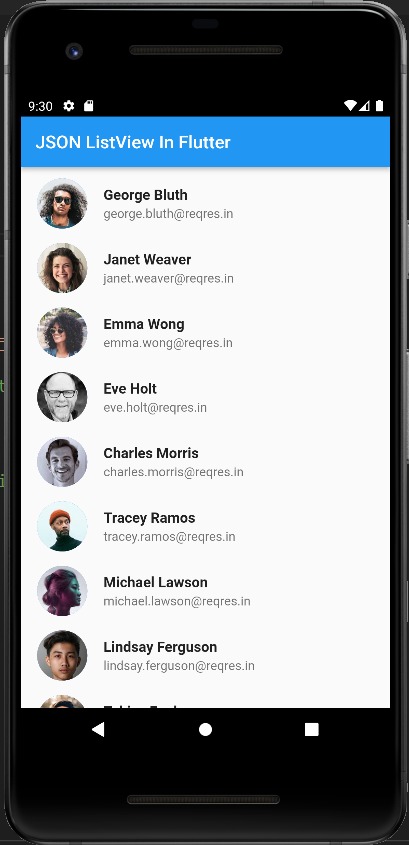 9:30
JSON ListView In Flutter
George Bluth
george.bluth@reqres.in
Janet Weaver
janet.weaver@reqres.in
Emma Wong
emma.wong@reqres.in
Eve Holt
eve.holt@reqres.in
Charles Morris
charles.morris@reqres.in
Tracey Ramos
tracey.ramos@reqres.in
Michael Lawson
michael.lawson@reqres.in
Lindsay Ferguson
lindsay.ferguson@reqres.in